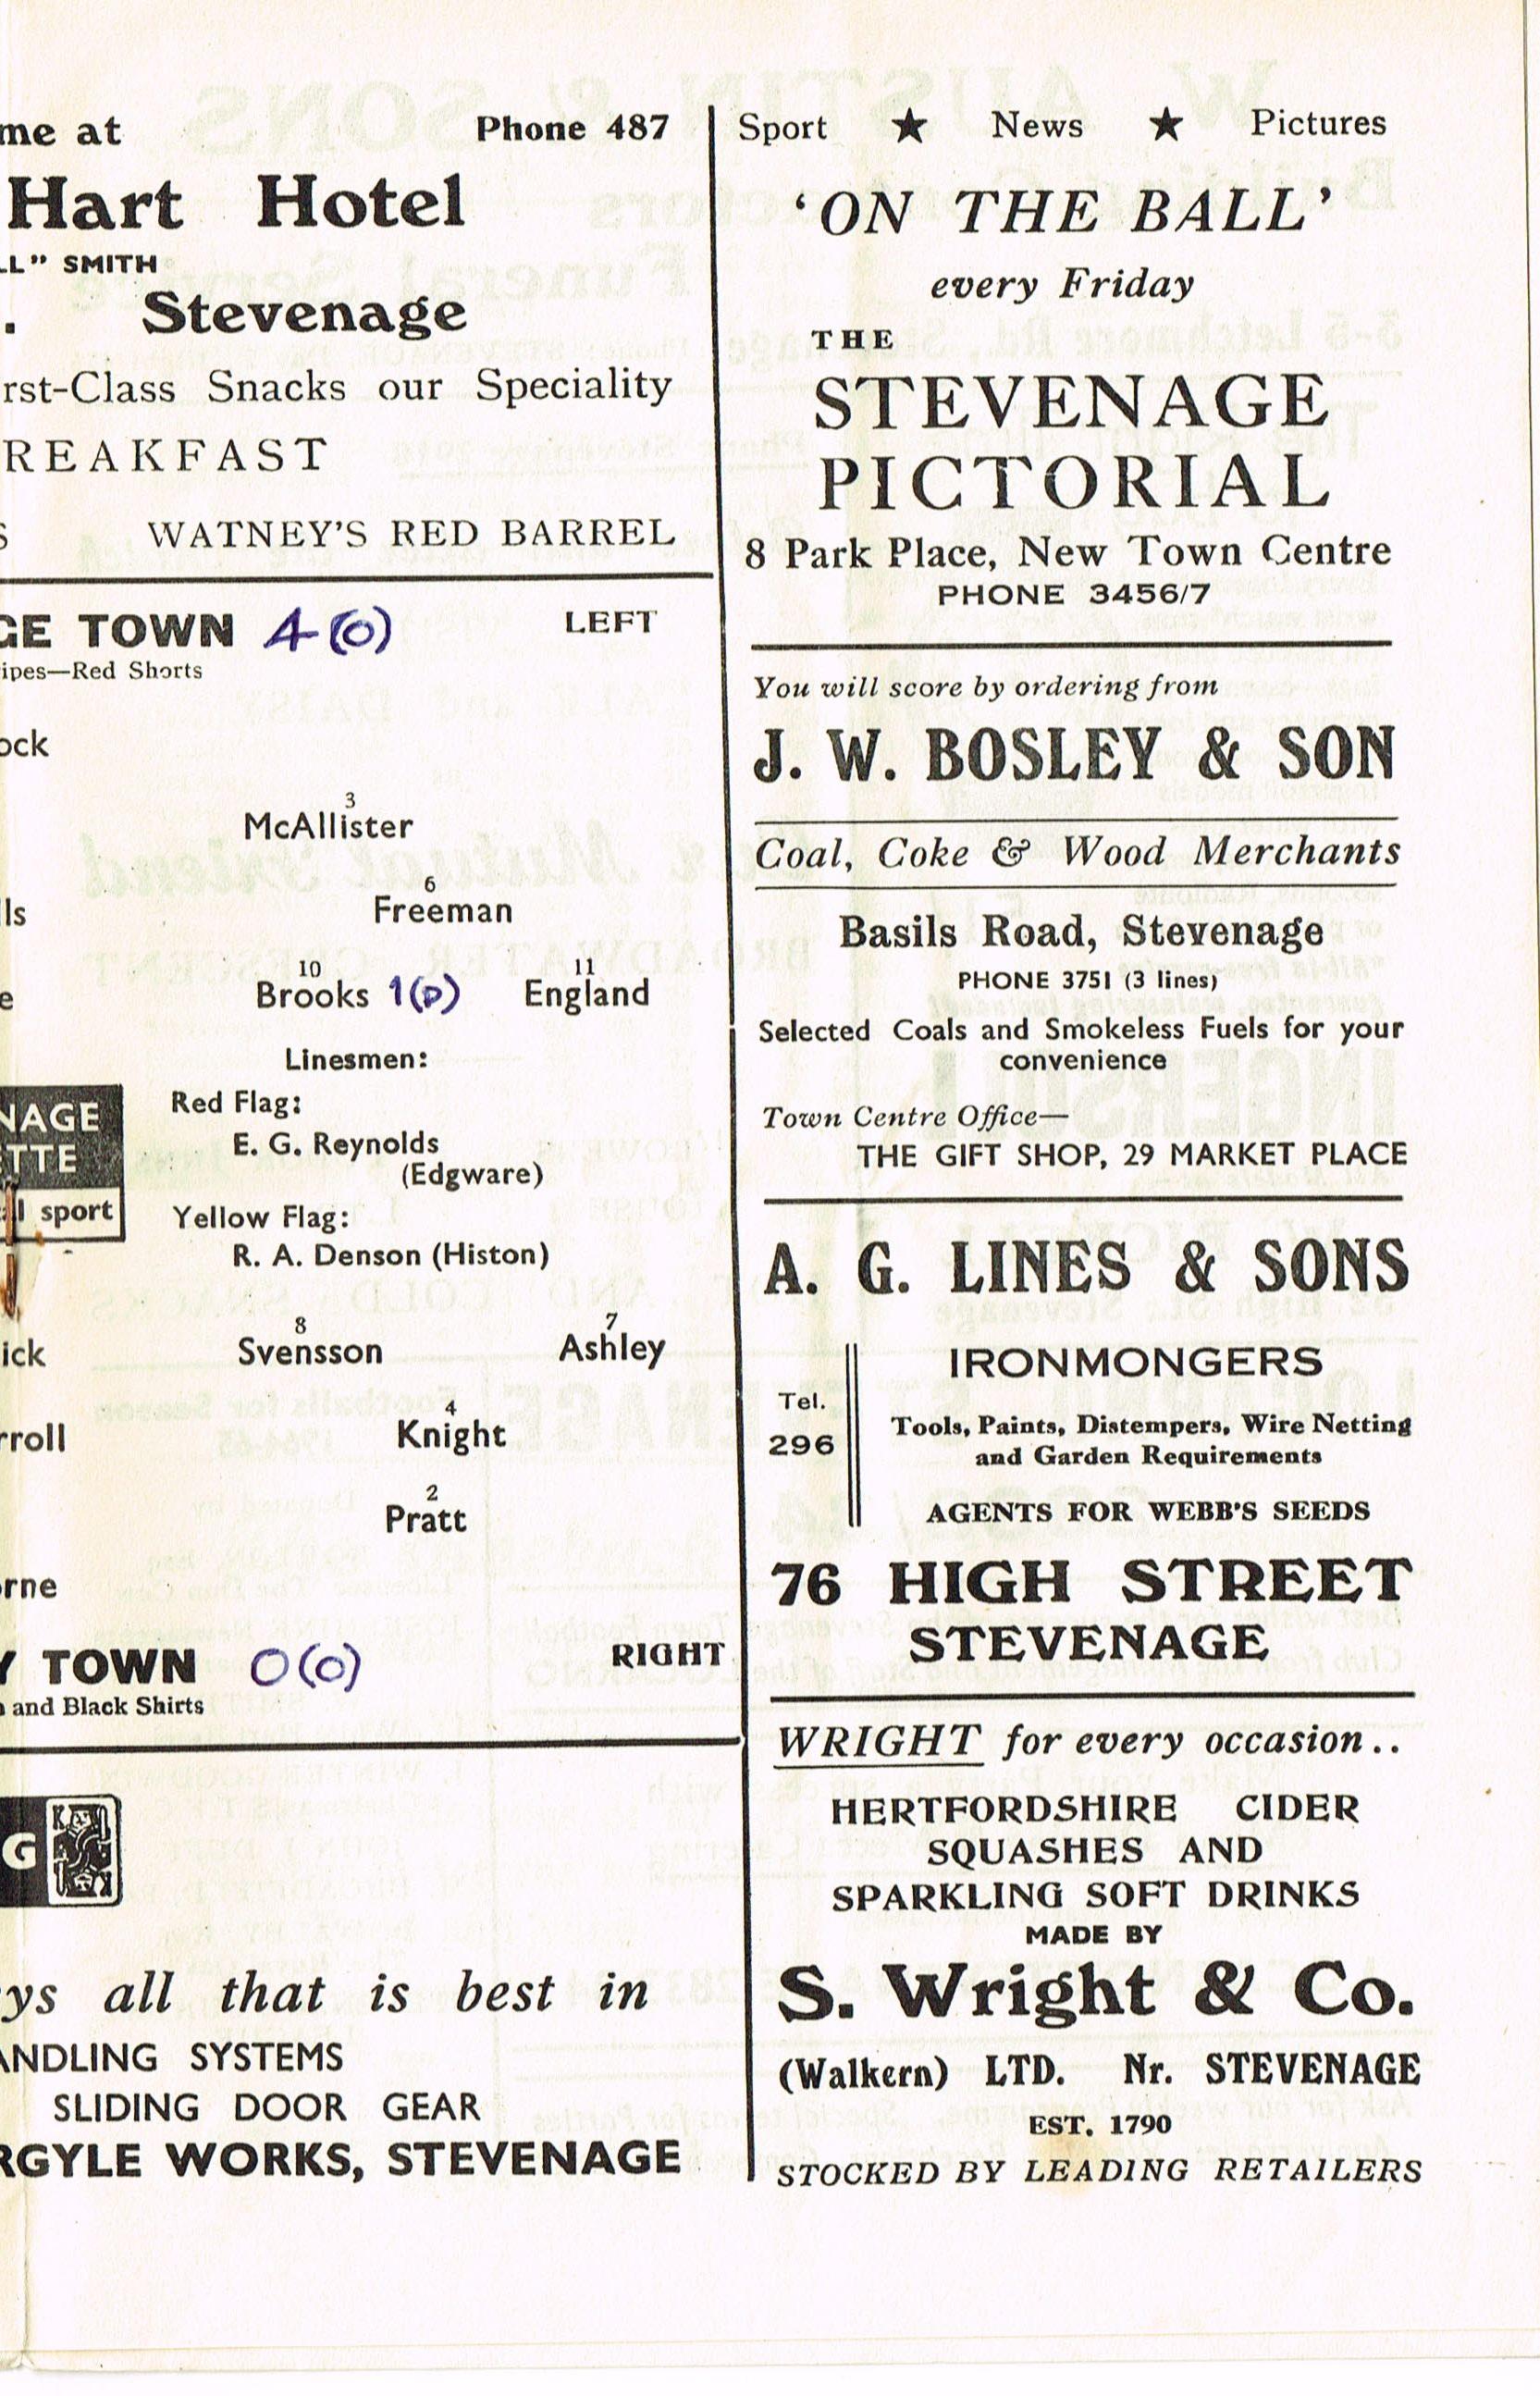 me at Phone 487
Hart Hotel
LL" SMITH
. Stevenage
rst-Class Snacks our Speciality
REAKFAST
S WATNEY'S RED BARREL
GE TOWN 4(0) LEFT
ipes—Red Shorts
ock
3
McAllister
6
lls Freeman
10 11
e Brooks 1(P) England
Linesmen:
Red Flag:
E. G. Reynolds
(Edgware)
NAGE
TTE
all sport
Yellow Flag:
R. A. Denson (Histon)
8 7
ick Svensson Ashley
4
rroll Knight
2
Pratt
orne
Y TOWN 0(0) RIGHT
and Black Shirts
G
ys all that is best in
ANDLING SYSTEMS
SLIDING DOOR GEAR
RGYLE WORKS, STEVENAGE
Sport ★ News ★ Pictures
'ON THE BALL'
every Friday
THE
STEVENAGE
PICTORIAL
8 Park Place, New Town Centre
PHONE 3456/7
You will score by ordering from
J. W. BOSLEY & SON
Coal, Coke & Wood Merchants
Basils Road, Stevenage
PHONE 3751 (3 lines)
Selected Coals and Smokeless Fuels for your
convenience
Town Centre Office—
THE GIFT SHOP, 29 MARKET PLACE
A. G. LINES & SONS
Tel.
296
IRONMONGERS
Tools, Paints, Distempers, Wire Netting
and Garden Requirements
AGENTS FOR WEBB'S SEEDS
76 HIGH STREET
STEVENAGE
WRIGHT for every occasion..
HERTFORDSHIRE CIDER
SQUASHES AND
SPARKLING SOFT DRINKS
MADE BY
S. Wright & Co.
(Walkern) LTD. Nr. STEVENAGE
EST. 1790
STOCKED BY LEADING RETAILERS